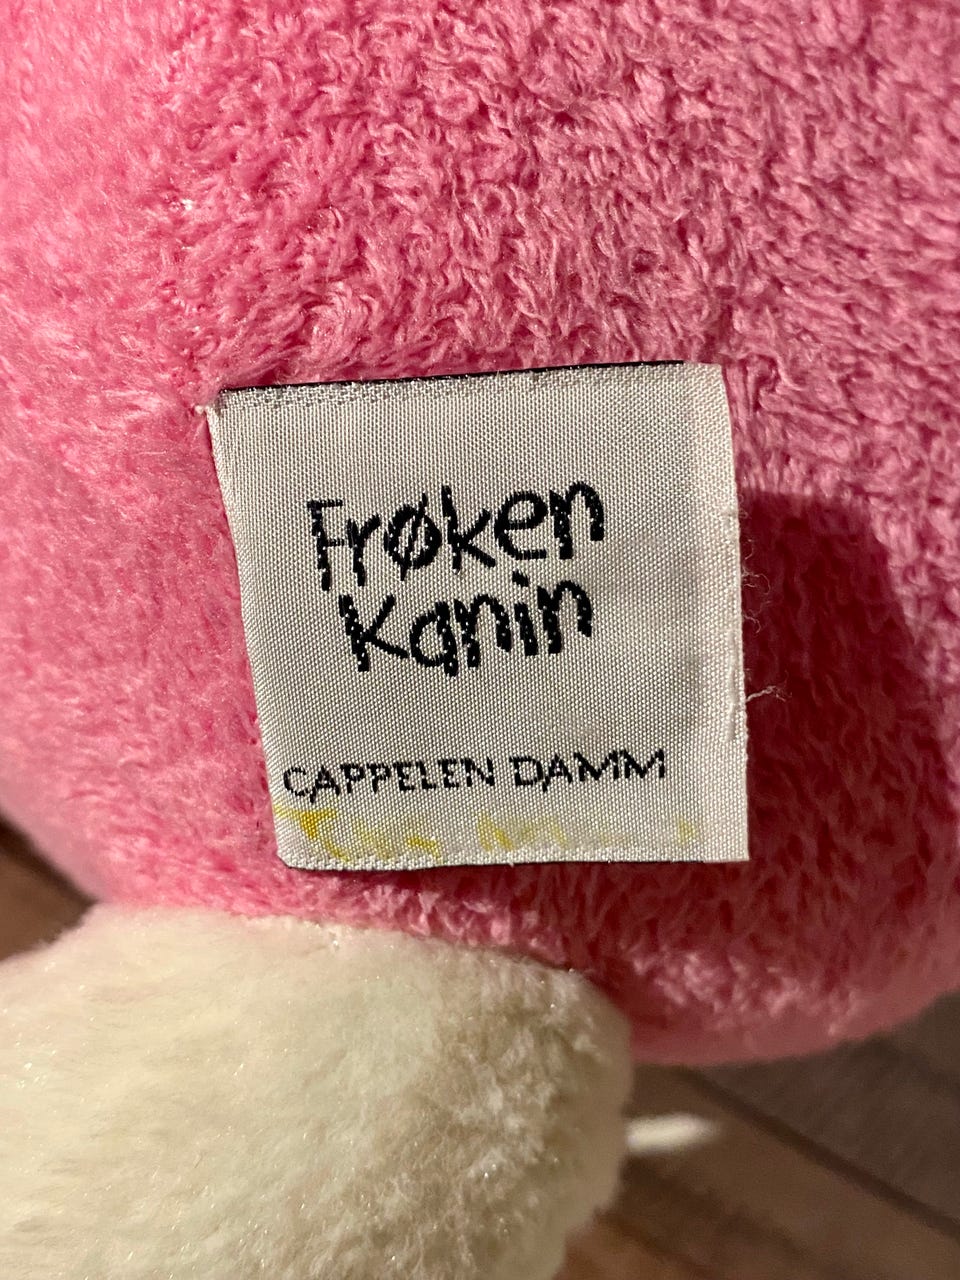 Frøken
Kanin
CAPPELEN DAMM